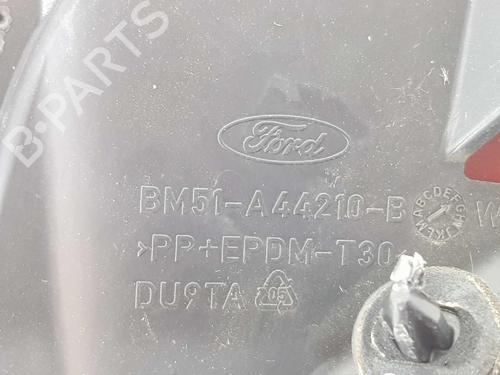 B-PARTS
Ford
BM51-A44210-B
>PP+EPDM-T30
DU9TA